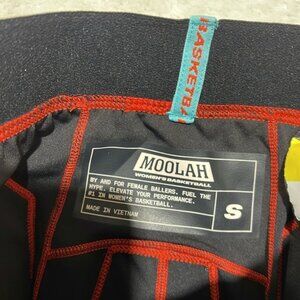 BASKETBA
MOOLAH
WOMEN'S BASKETBALL
BY AND FOR FEMALE BALLERS. FUEL THE
HYPE. ELEVATE YOUR PERFORMANCE.
#1 IN WOMEN'S BASKETBALL.
MADE IN VIETNAM
S